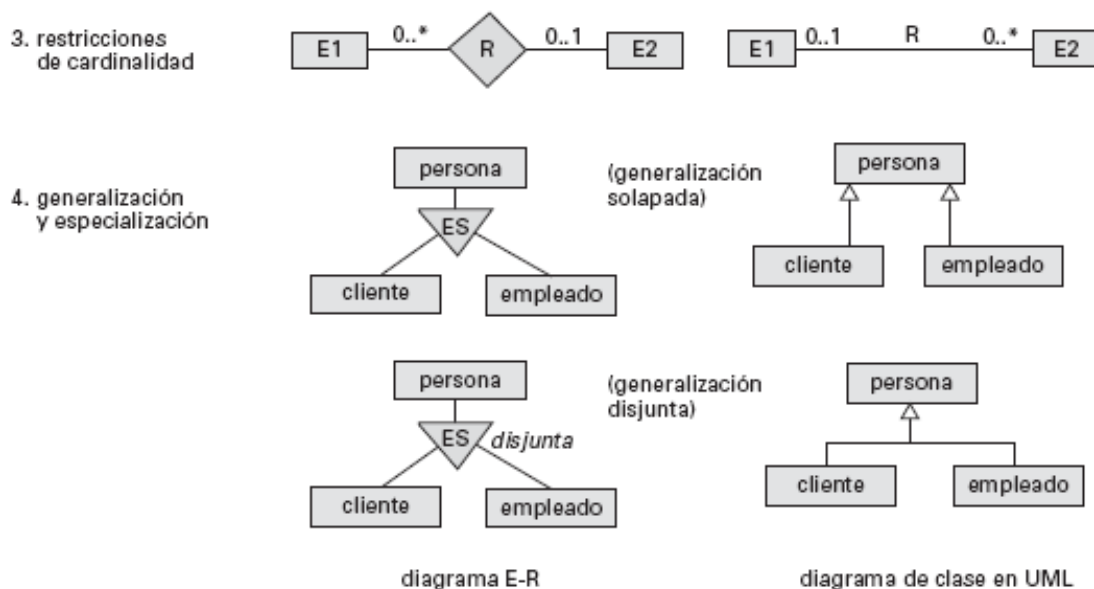 3. restricciones
de cardinalidad
E1 0..* R 0..1 E2
E1 0..1 R 0..* E2
4. generalización
y especialización
persona
ES
cliente empleado
(generalización
solapada)
persona
cliente empleado
persona
ES disjunta
cliente empleado
(generalización
disjunta)
persona
cliente empleado
diagrama E-R
diagrama de clase en UML